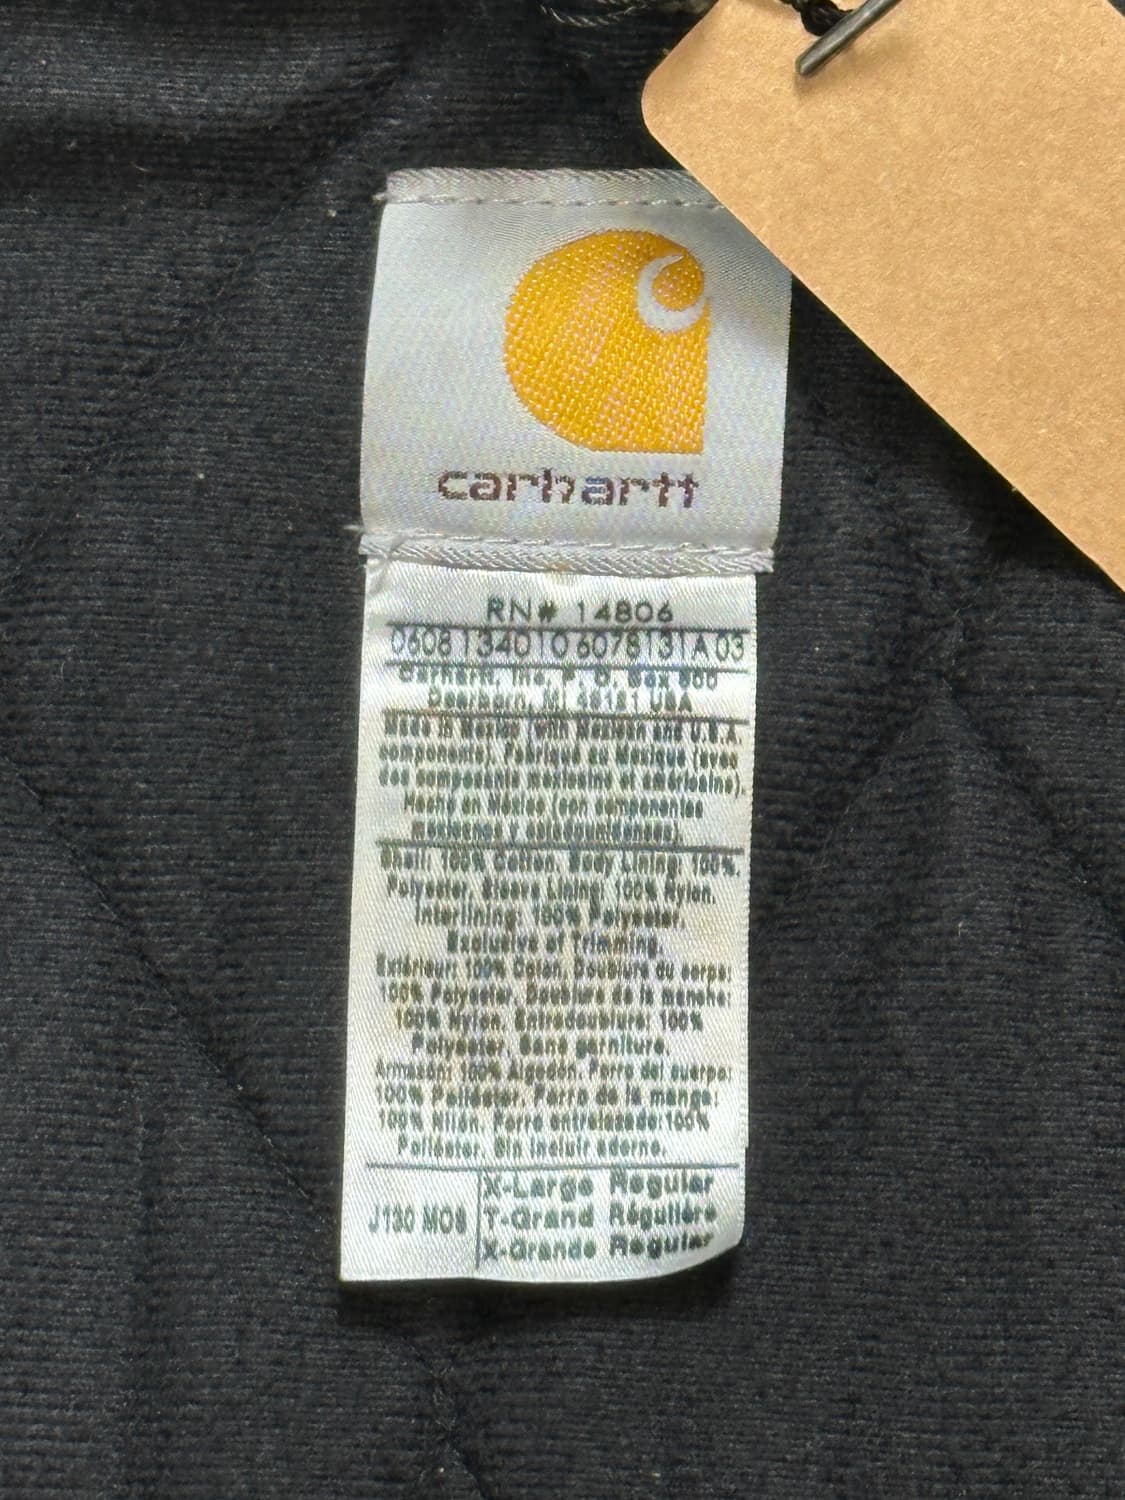 carhartt
RN# 14806
0608 13401 0 6078131A 03
Carhartt, Inc. P. O. Box 600
Dearborn, MI 48121 USA
Made in Mexico (with Mexican and U.S.A.
components). Fabriqué au Mexique (avec
des composants mexicains et américains).
Hecho en México (con componentes
mexicanos y estadounidenses).
Shell: 100% Cotton. Body Lining: 100%
Polyester. Sleeve Lining: 100% Nylon.
Interlining: 100% Polyester.
Exclusive of Trimming.
Extérieur: 100% Coton. Doublure du corps:
100% Polyester. Doublure de la manche:
100% Nylon. Entredoublure: 100%
Polyester. Sans garniture.
Armazón: 100% Algodón. Forro del cuerpo:
100% Poliéster. Forro de la manga:
100% Nilón. Forro entrelazado: 100%
Poliéster. Sin incluir adorno.
J130 MOS
X-Large Regular
T-Grand Régulière
X-Grande Regular